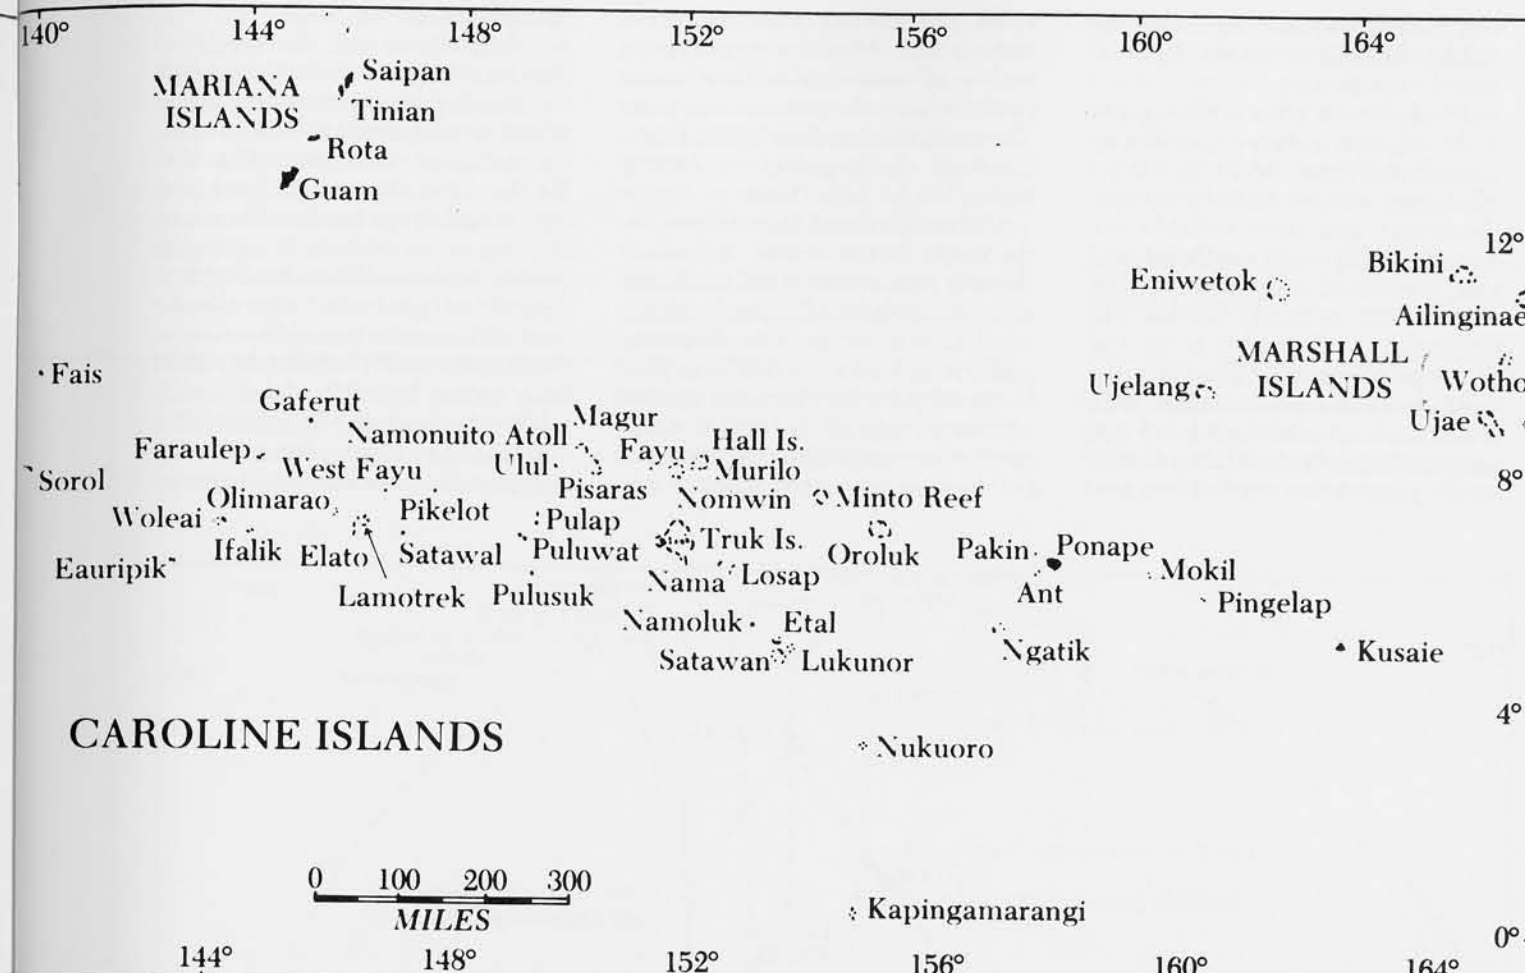 140° 144° 148° 152° 156° 160° 164°
MARIANA
ISLANDS
Saipan
Tinian
Rota
Guam
12°
Bikini
Eniwetok
Ailinginae
MARSHALL
ISLANDS
Wotho
Ujelang
Ujae
Fais
Gaferut
Magur
Namonuito Atoll
Hall Is.
Faraulep
Fayu
West Fayu
Ulul
Murilo
Sorol
8°
Pisaras
Nomwin
Minto Reef
Olimarao
Woleai
Pikelot
Pulap
Truk Is.
Ifalik
Elato
Satawal
Puluwat
Oroluk
Pakin
Ponape
Eauripik
Nama
Losap
Mokil
Lamotrek
Pulusuk
Ant
Pingelap
Namoluk
Etal
Ngatik
Kusaie
Satawan
Lukunor
4°
CAROLINE ISLANDS
Nukuoro
0 100 200 300
MILES
Kapingamarangi
0°
144° 148° 152° 156° 160° 164°